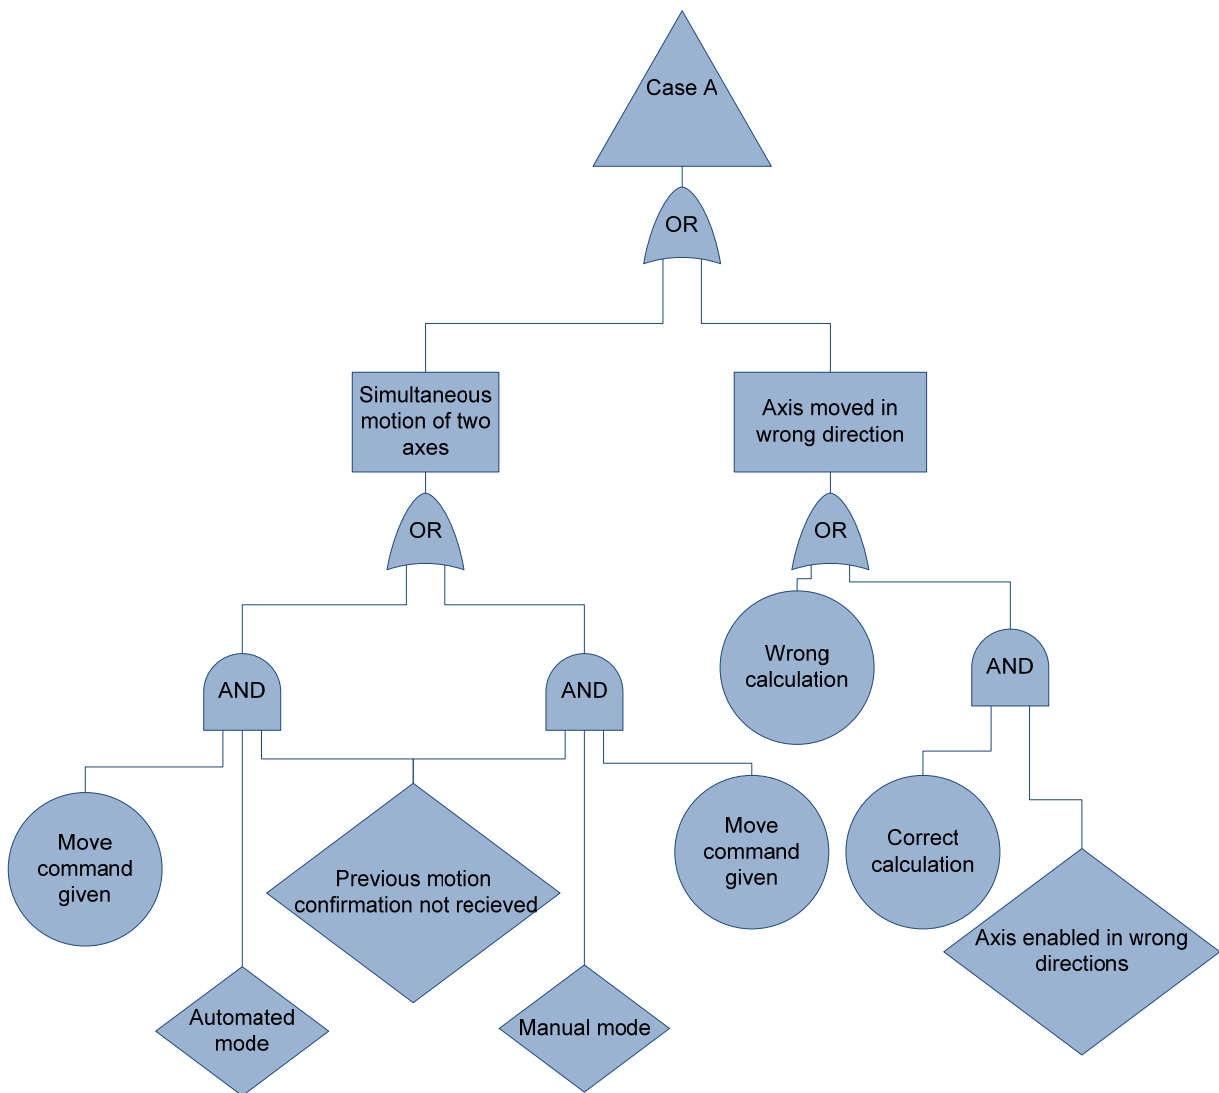 Case A
OR
Simultaneous
motion of two
axes
Axis moved in
wrong direction
OR
OR
Wrong
calculation
AND
AND
AND
Move
command
given
Previous motion
confirmation not recieved
Move
command
given
Correct
calculation
Axis enabled in wrong
directions
Automated
mode
Manual mode